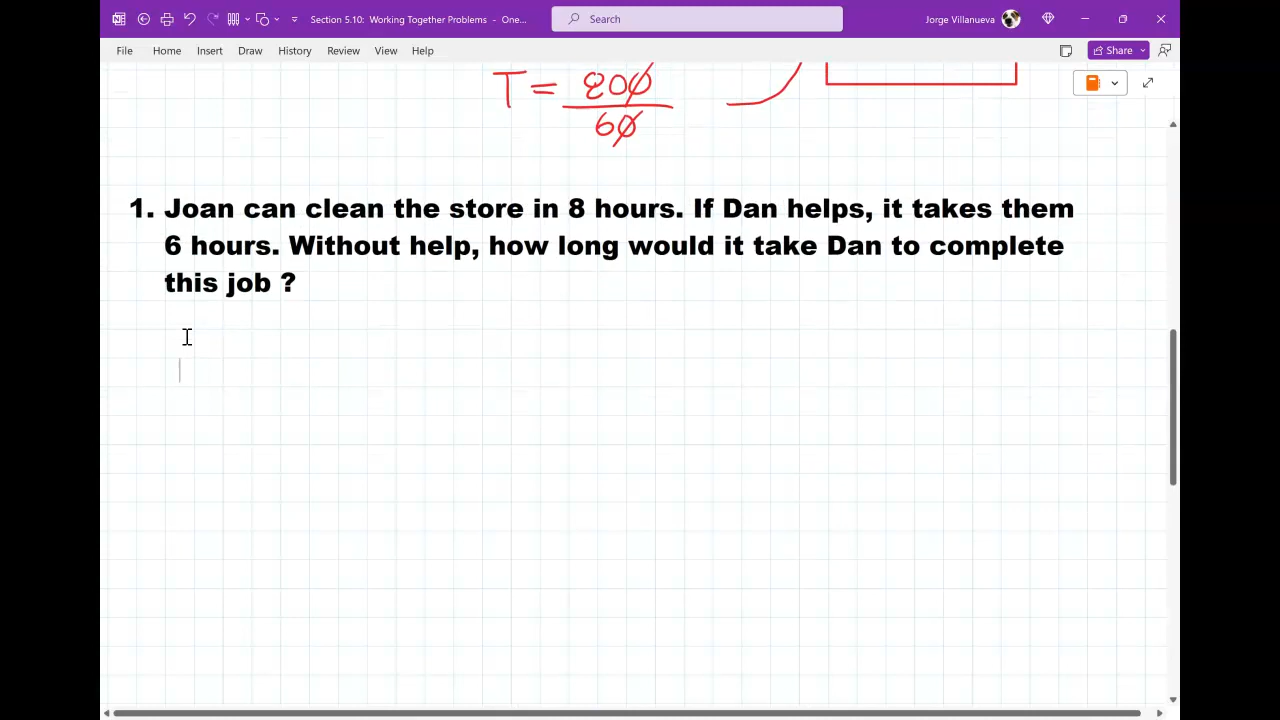 Section 5.10: Working Together Problems - One...
Search
Jorge Villanueva
File Home Insert Draw History Review View Help
Share
T = 800/60
1. Joan can clean the store in 8 hours. If Dan helps, it takes them
6 hours. Without help, how long would it take Dan to complete
this job ?